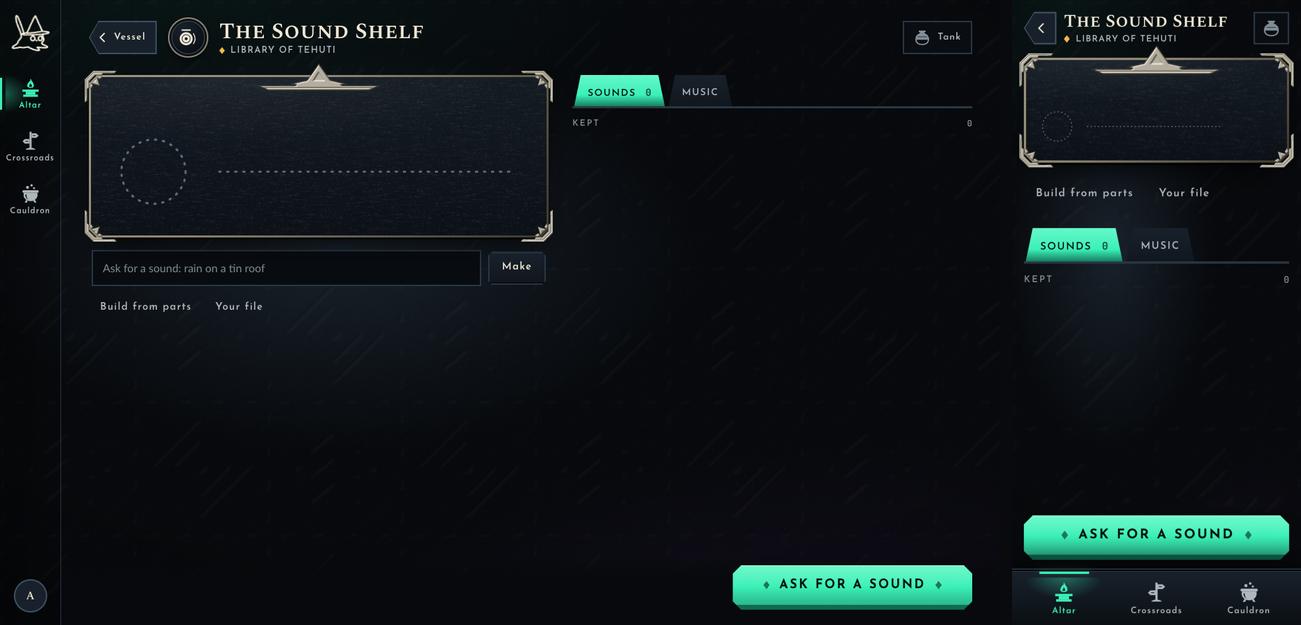 Vessel
THE SOUND SHELF
LIBRARY OF TEHUTI
Tank
Altar
Crossroads
Cauldron
SOUNDS 0
MUSIC
KEPT
0
Ask for a sound: rain on a tin roof
Make
Build from parts
Your file
ASK FOR A SOUND
A
THE SOUND SHELF
LIBRARY OF TEHUTI
Build from parts
Your file
SOUNDS 0
MUSIC
KEPT
0
ASK FOR A SOUND
Altar
Crossroads
Cauldron